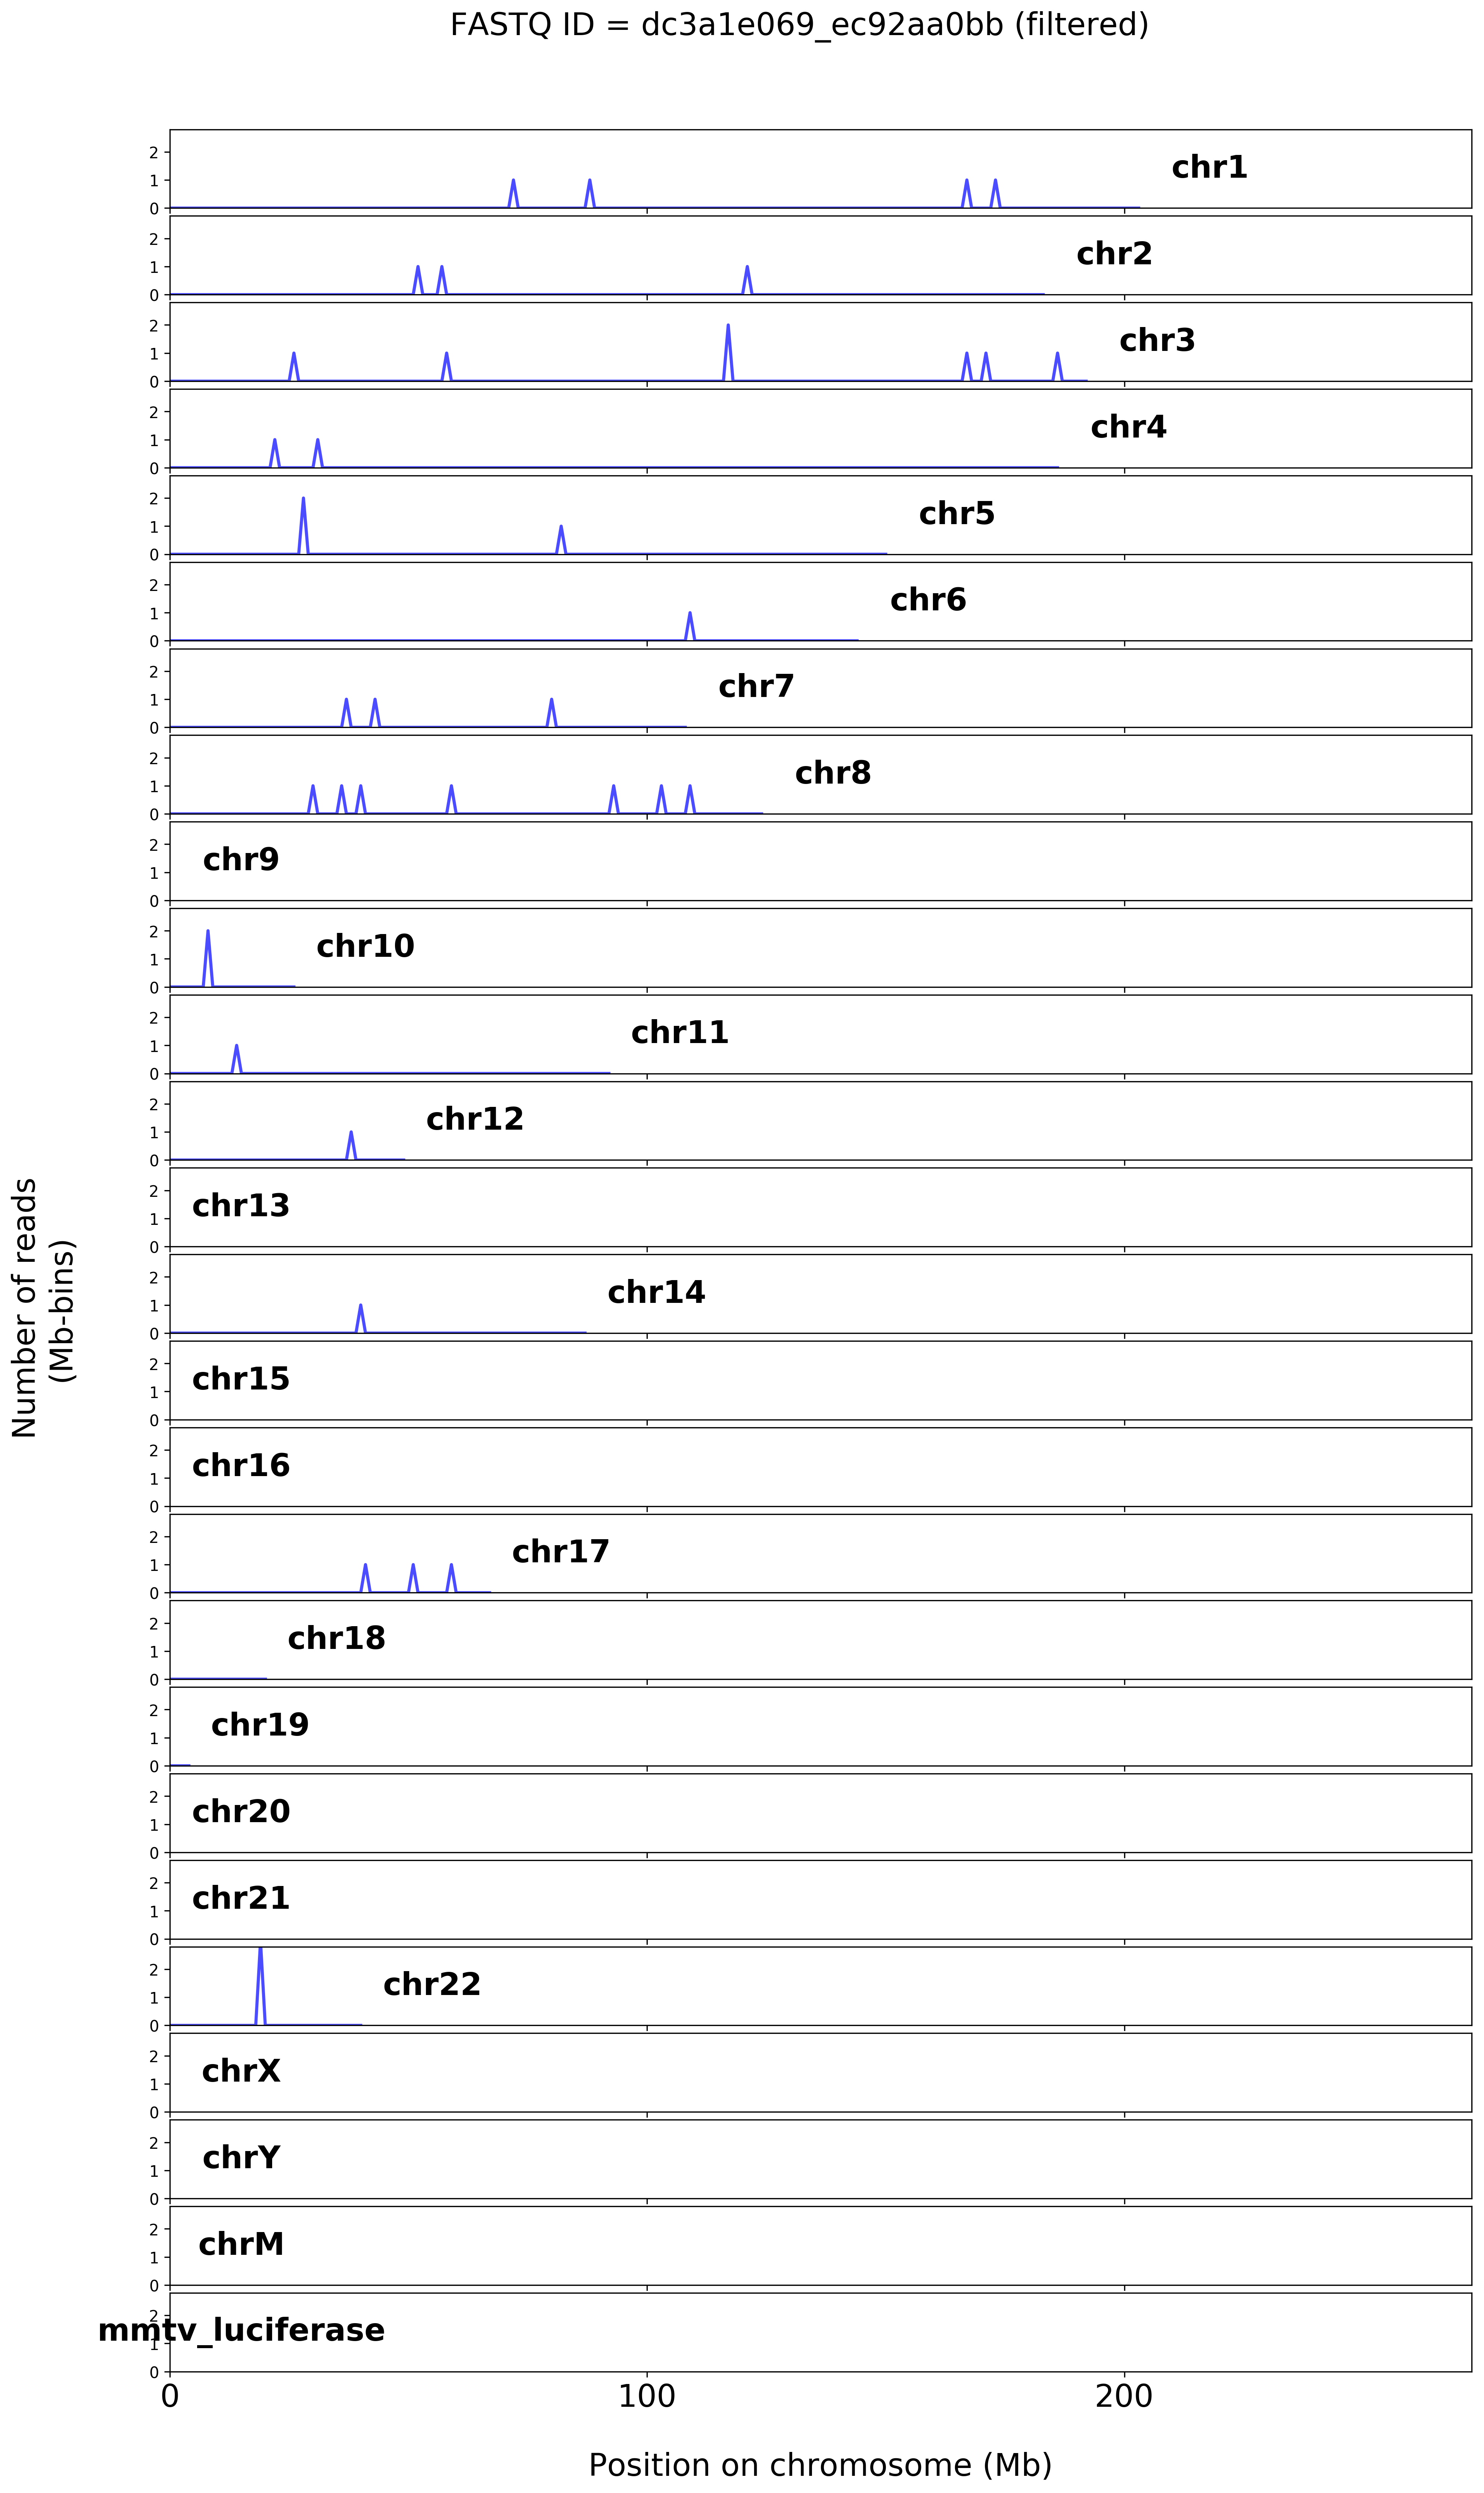 FASTQ ID = dc3a1e069_ec92aa0bb (filtered)
2
1
0
chr1
2
1
0
chr2
2
1
0
chr3
2
1
0
chr4
2
1
0
chr5
2
1
0
chr6
2
1
0
chr7
2
1
0
chr8
2
1
0
chr9
2
1
0
chr10
2
1
0
chr11
2
1
0
chr12
2
1
0
chr13
2
1
0
chr14
2
1
0
chr15
2
1
0
chr16
2
1
0
chr17
2
1
0
chr18
2
1
0
chr19
2
1
0
chr20
2
1
0
chr21
2
1
0
chr22
2
1
0
chrX
2
1
0
chrY
2
1
0
chrM
2
1
0
mmtv_luciferase
0 100 200
Position on chromosome (Mb)
Number of reads
(Mb-bins)